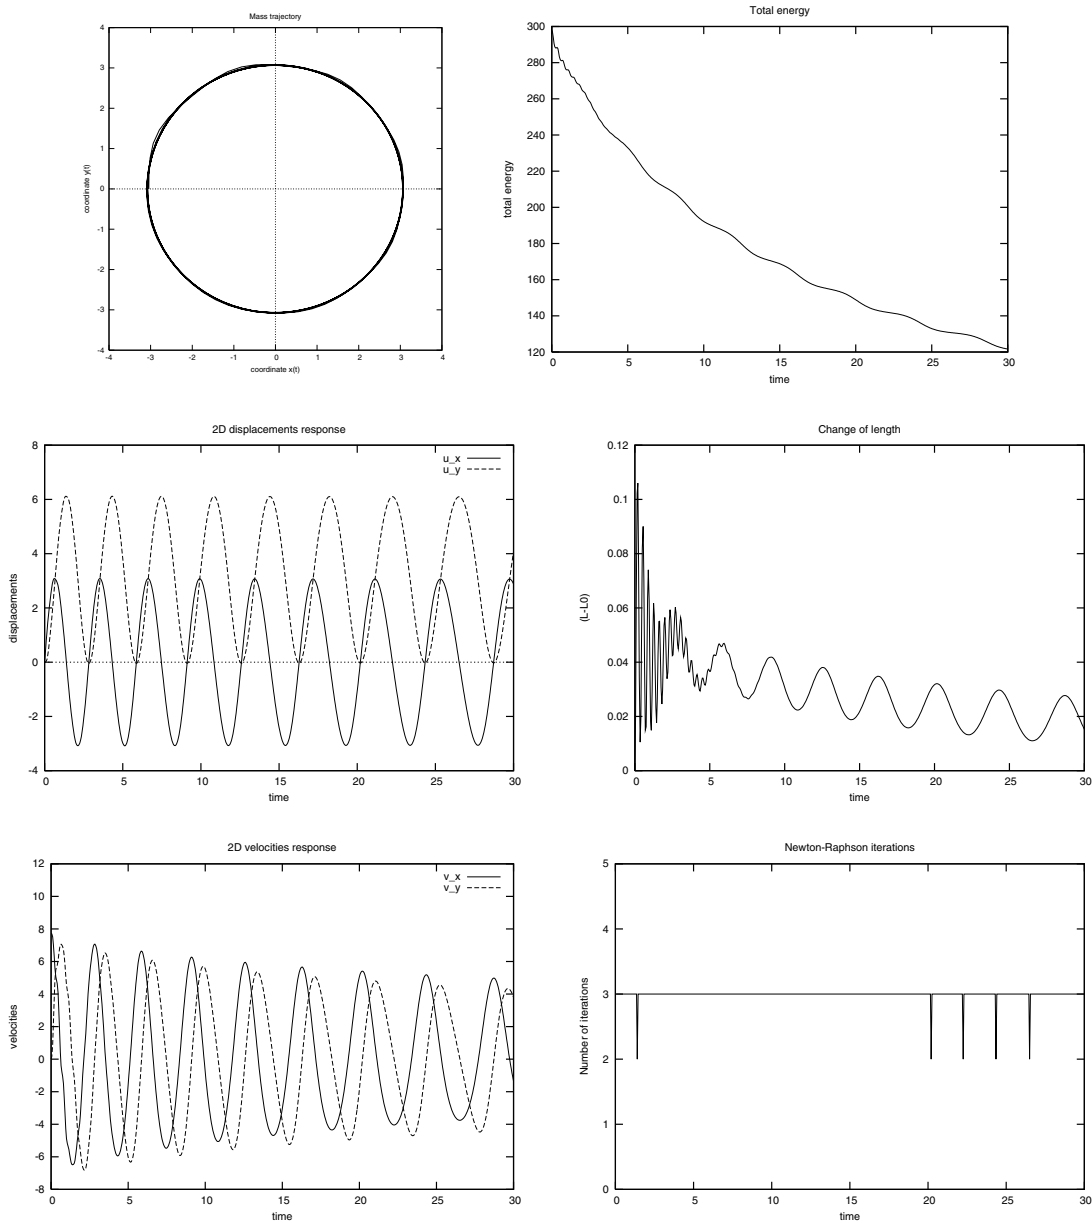 Mass trajectory
4
3
2
1
0
-1
-2
-3
-4
coordinate y(t)
-4 -3 -2 -1 0 1 2 3 4
coordinate x(t)
Total energy
300
280
260
240
220
200
180
160
140
120
total energy
0 5 10 15 20 25 30
time
2D displacements response
u_x
u_y
8
6
4
2
0
-2
-4
displacements
0 5 10 15 20 25 30
time
Change of length
0.12
0.1
0.08
0.06
0.04
0.02
0
(L-L0)
0 5 10 15 20 25 30
time
2D velocities response
v_x
v_y
12
10
8
6
4
2
0
-2
-4
-6
-8
velocities
0 5 10 15 20 25 30
time
Newton-Raphson iterations
5
4
3
2
1
0
Number of iterations
0 5 10 15 20 25 30
time